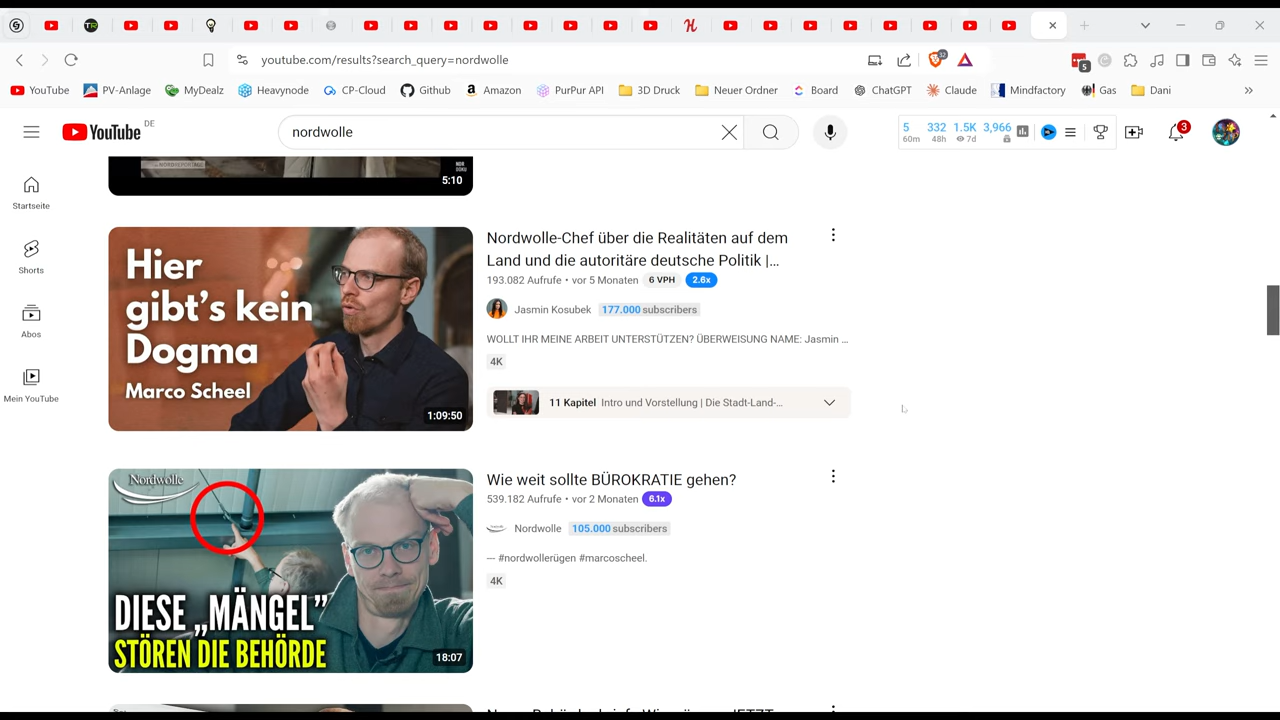 youtube.com/results?search_query=nordwolle
32
5
YouTube
PV-Anlage
MyDealz
Heavynode
CP-Cloud
Github
Amazon
PurPur API
3D Druck
Neuer Ordner
Board
ChatGPT
Claude
Mindfactory
Gas
Dani
YouTube DE
nordwolle
5 332 1.5K 3,966
60m 48h 7d
3
Startseite
Shorts
Abos
Mein YouTube
5:10
Hier
gibt's kein
Dogma
Marco Scheel
1:09:50
Nordwolle-Chef über die Realitäten auf dem
Land und die autoritäre deutsche Politik |...
193.082 Aufrufe • vor 5 Monaten 6 VPH 2.6x
Jasmin Kosubek 177.000 subscribers
WOLLT IHR MEINE ARBEIT UNTERSTÜTZEN? ÜBERWEISUNG NAME: Jasmin ...
4K
11 Kapitel Intro und Vorstellung | Die Stadt-Land-...
Nordwolle
DIESE „MÄNGEL”
STÖREN DIE BEHÖRDE
18:07
Wie weit sollte BÜROKRATIE gehen?
539.182 Aufrufe • vor 2 Monaten 6.1x
Nordwolle 105.000 subscribers
--- #nordwollerügen #marcoscheel.
4K